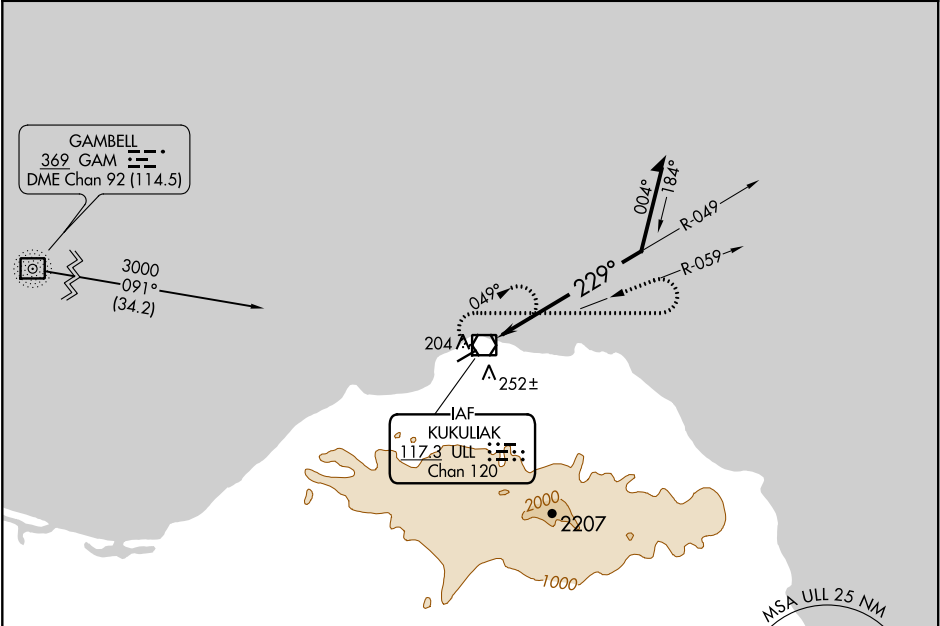 GAMBELL
369 GAM
DME Chan 92 (114.5)
3000
091°
(34.2)
004°
184°
R-049
229°
R-059
049°
204
252±
IAF
KUKULIAK
117.3 ULL
Chan 120
2000
2207
1000
MSA ULL 25 NM